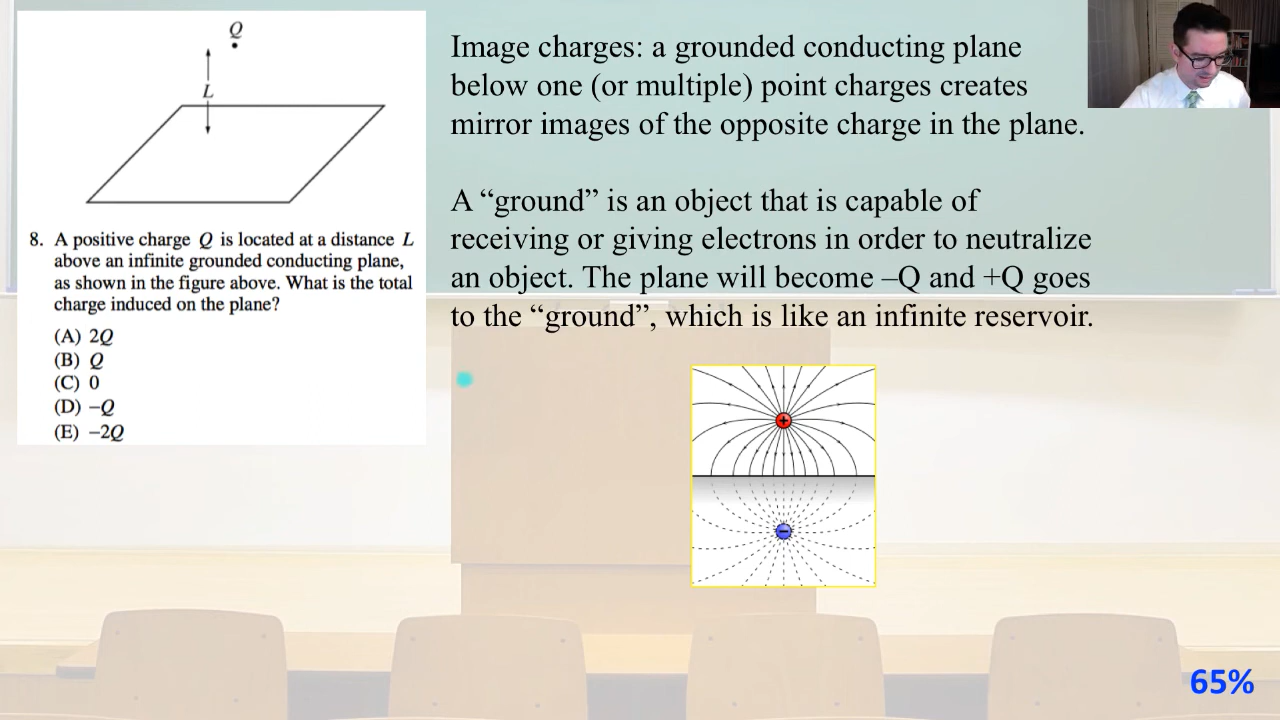 Q
L
8. A positive charge Q is located at a distance L
above an infinite grounded conducting plane,
as shown in the figure above. What is the total
charge induced on the plane?
(A) 2Q
(B) Q
(C) 0
(D) –Q
(E) –2Q
Image charges: a grounded conducting plane
below one (or multiple) point charges creates
mirror images of the opposite charge in the plane.
A “ground” is an object that is capable of
receiving or giving electrons in order to neutralize
an object. The plane will become –Q and +Q goes
to the “ground”, which is like an infinite reservoir.
+
–
65%